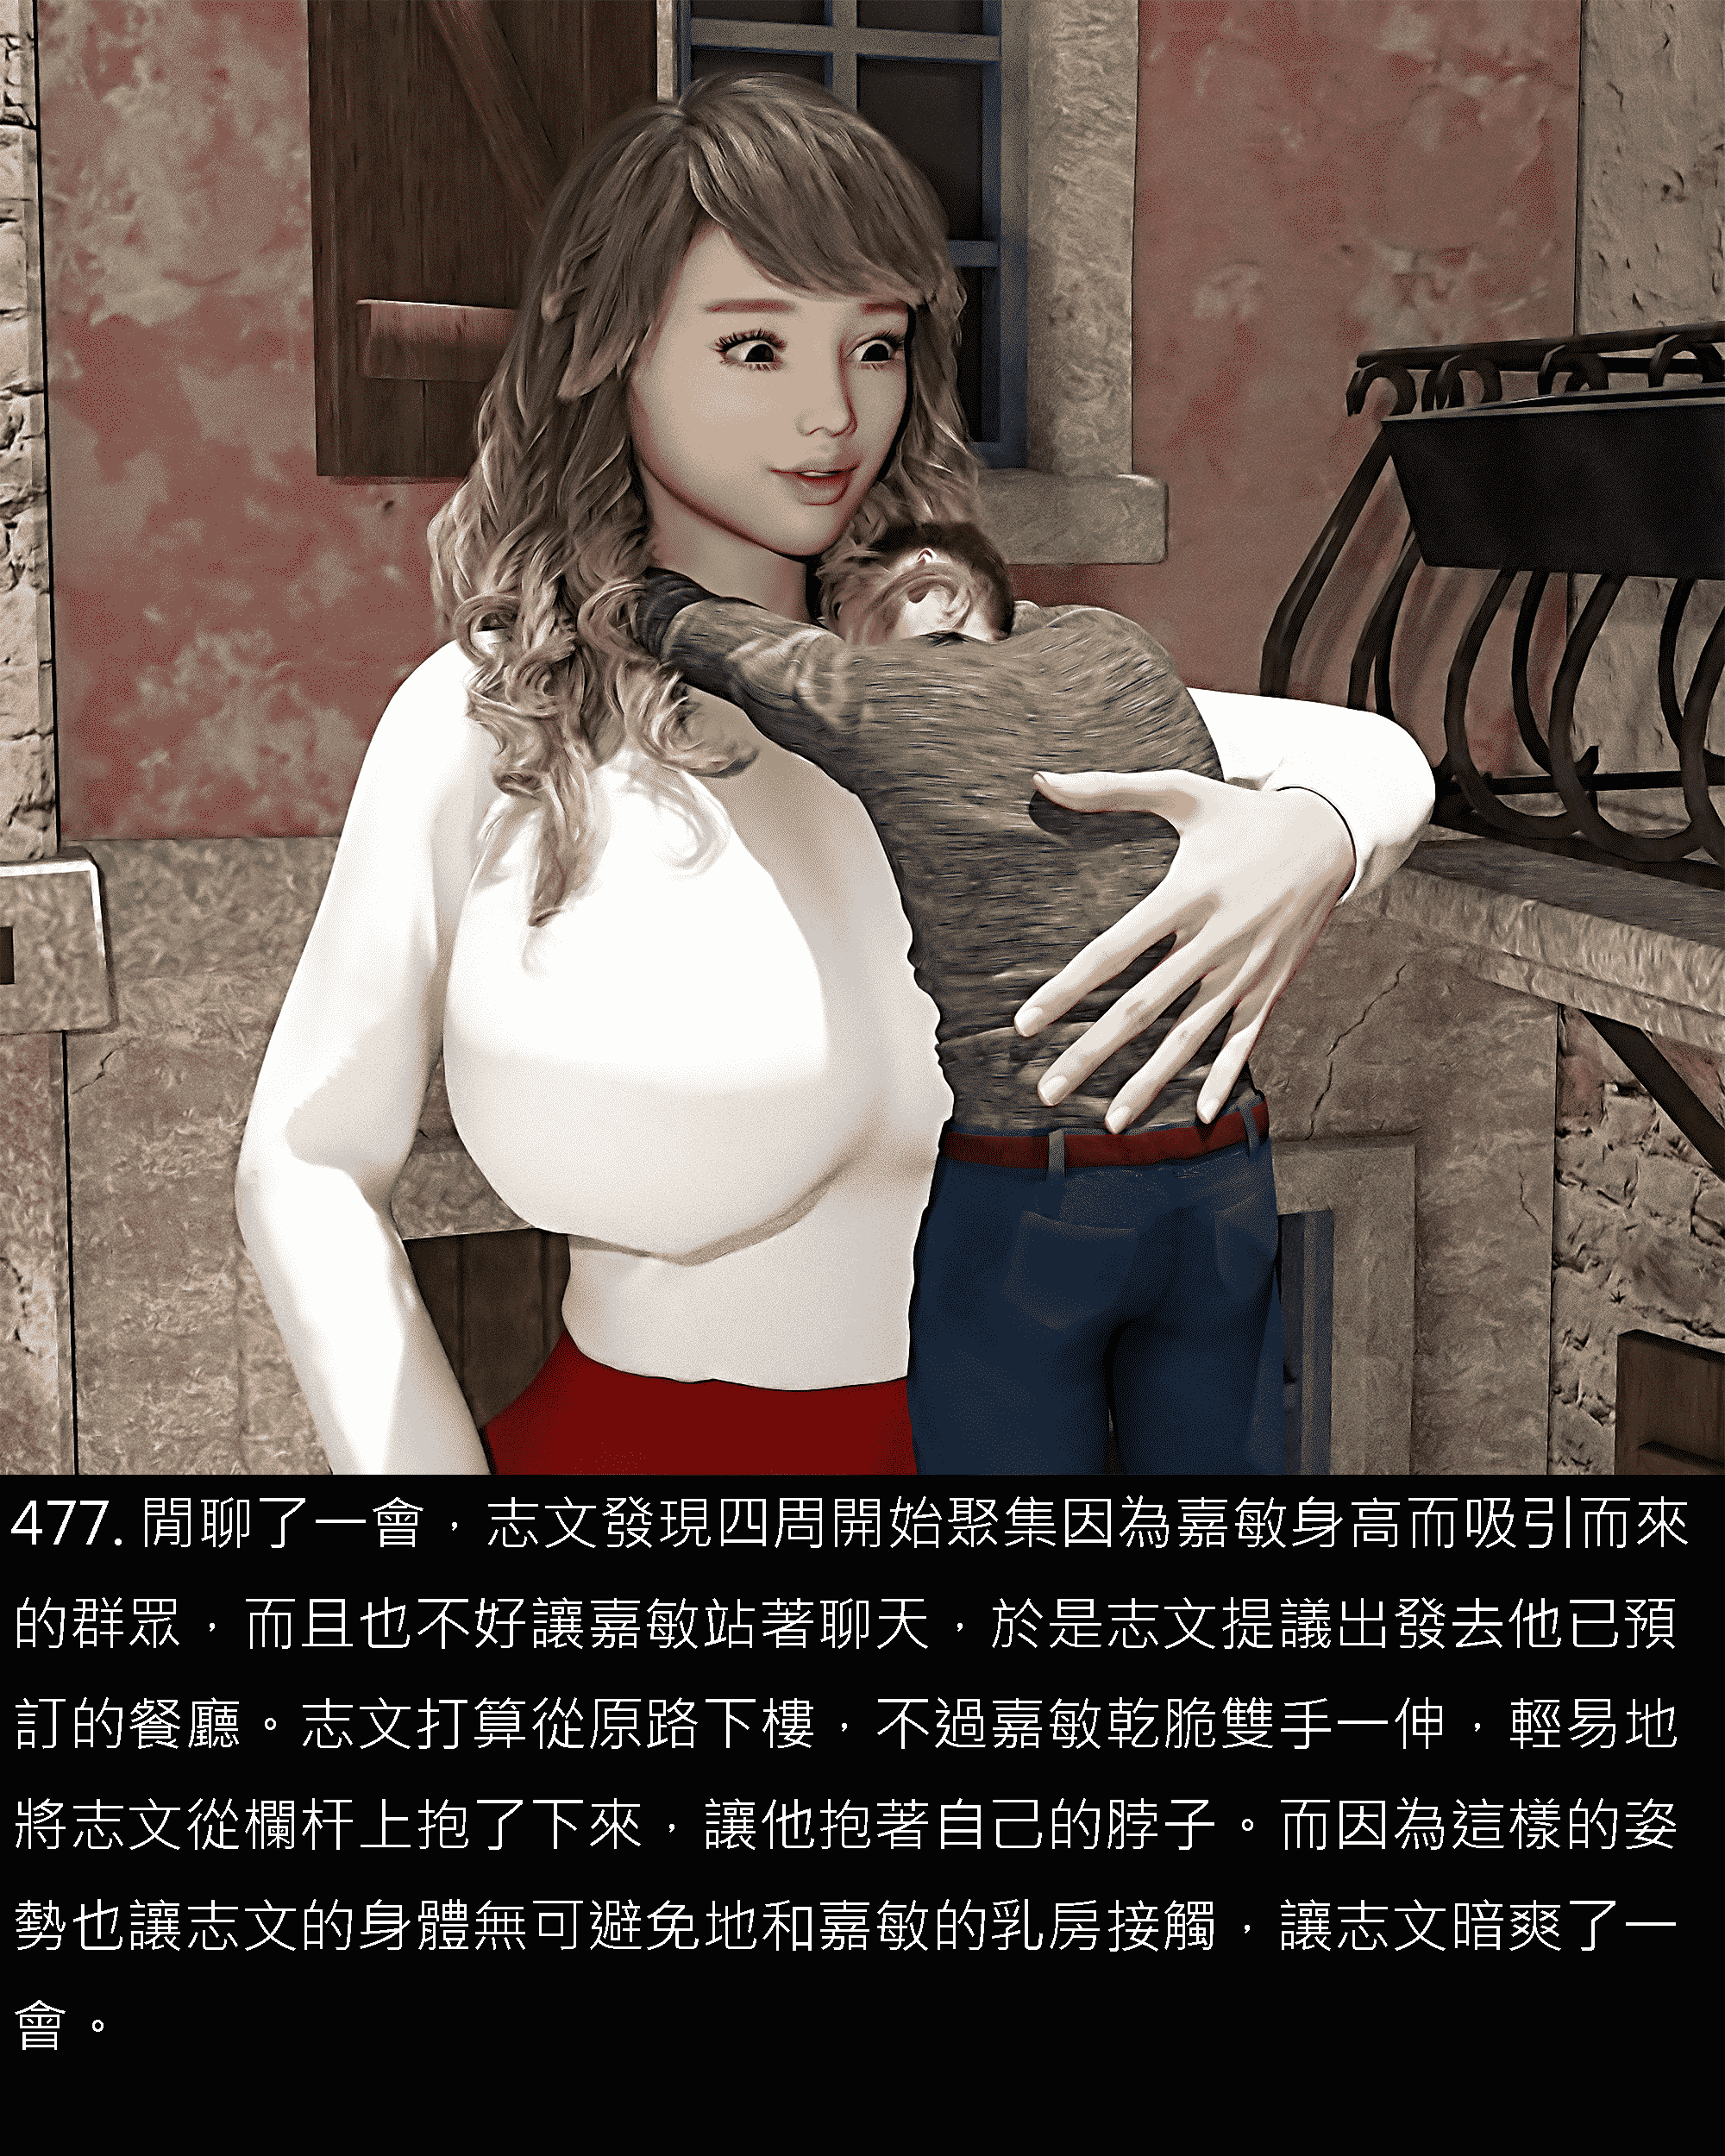 477. 閒聊了一會，志文發現四周開始聚集因為嘉敏身高而吸引而來
的群眾，而且也不好讓嘉敏站著聊天，於是志文提議出發去他已預
訂的餐廳。志文打算從原路下樓，不過嘉敏乾脆雙手一伸，輕易地
將志文從欄杆上抱了下來，讓他抱著自己的脖子。而因為這樣的姿
勢也讓志文的身體無可避免地和嘉敏的乳房接觸，讓志文暗爽了一
會。